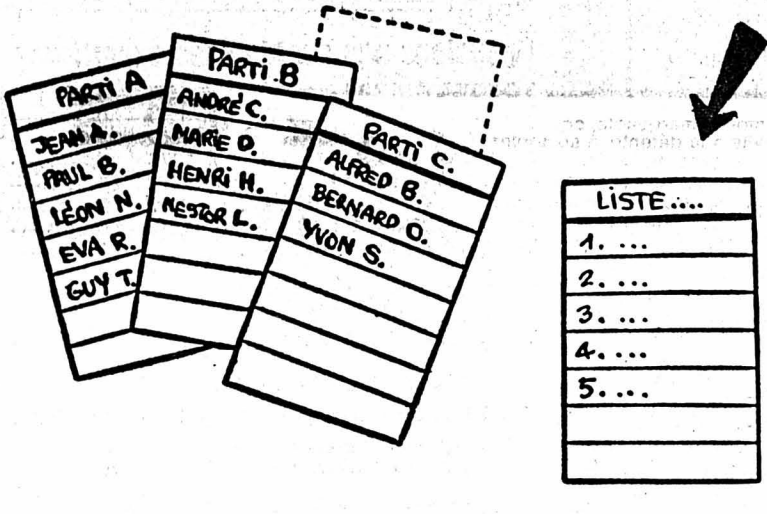 PARTI A
JEAN A.
PAUL B.
LÉON N.
EVA R.
GUY T.
PARTI B
ANDRÉ C.
MARIE D.
HENRI H.
NESTOR L.
PARTI C.
ALFRED B.
BERNARD O.
YVON S.
LISTE....
1. ...
2. ...
3. ...
4. ...
5. ...